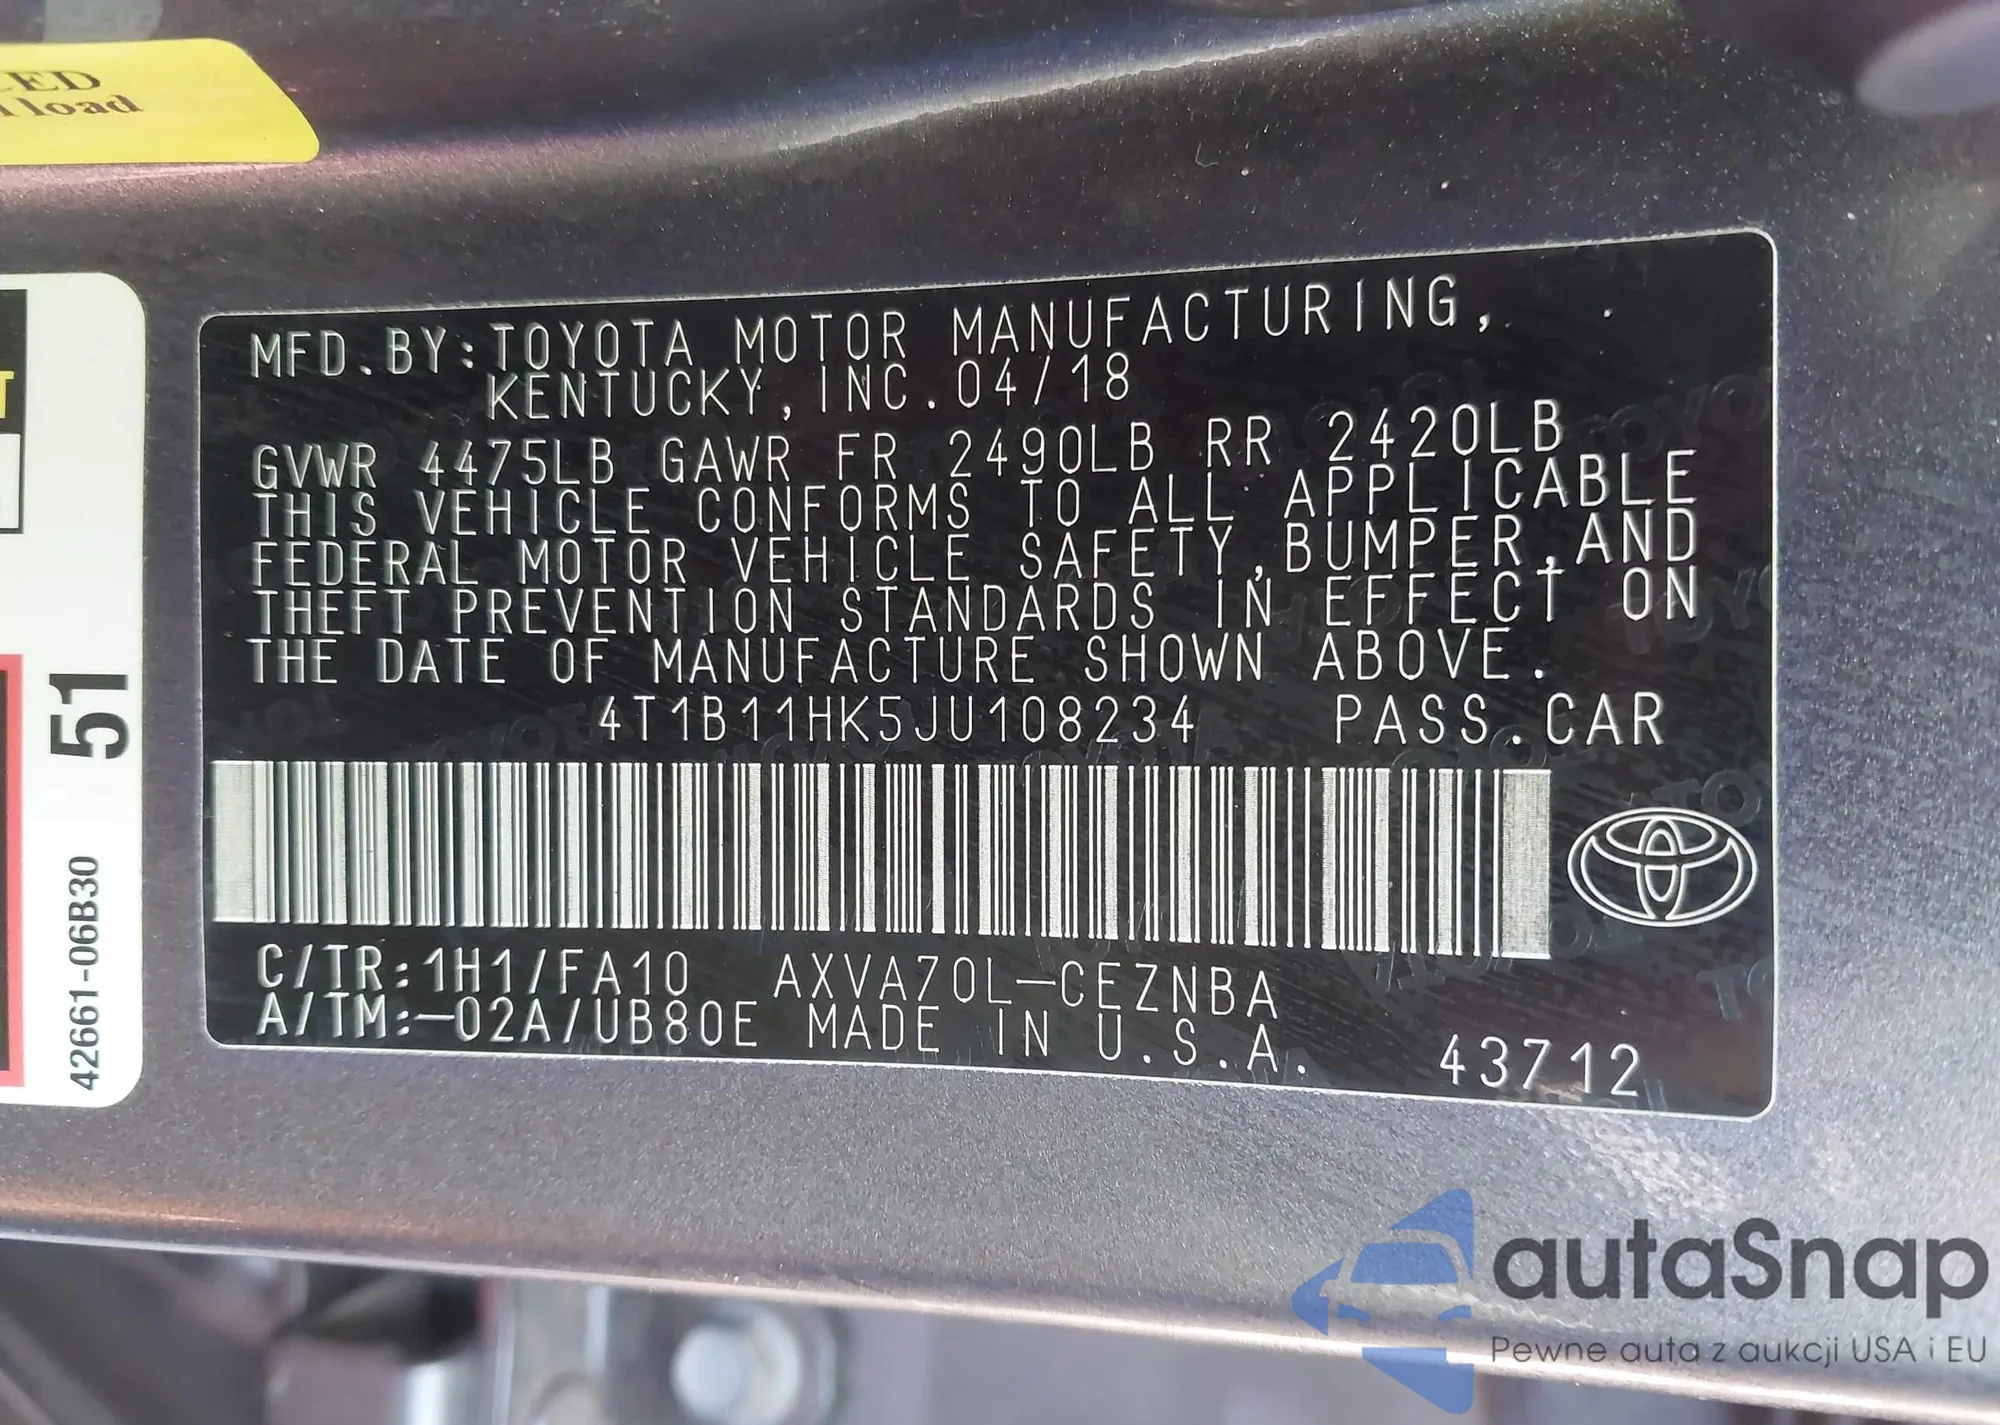 load
51
42661-06B30
MFD.BY:TOYOTA MOTOR MANUFACTURING,
KENTUCKY, INC. 04/18
GVWR 4475LB GAWR FR 2490LB RR 2420LB
THIS VEHICLE CONFORMS TO ALL APPLICABLE
FEDERAL MOTOR VEHICLE SAFETY,BUMPER,AND
THEFT PREVENTION STANDARDS IN EFFECT ON
THE DATE OF MANUFACTURE SHOWN ABOVE.
4T1B11HK5JU108234 PASS.CAR
C/TR:1H1/FA10 AXVA70L-CEZNBA
A/TM:-02A/UB80E MADE IN U.S.A.
43712
autaSnap
Pewne auta z aukcji USA i EU